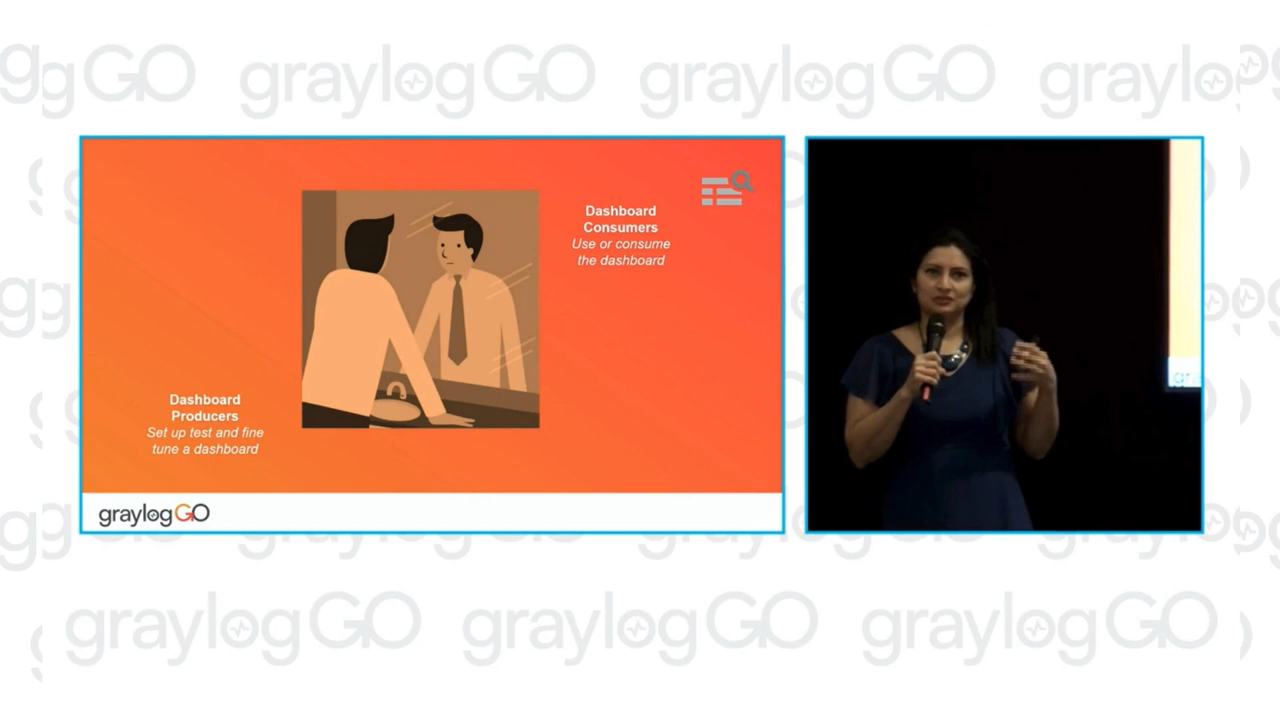 graylogGO graylogGO graylogGO
Dashboard
Consumers
Use or consume
the dashboard
Dashboard
Producers
Set up test and fine
tune a dashboard
graylogGO
gr
graylogGO graylogGO graylogGO